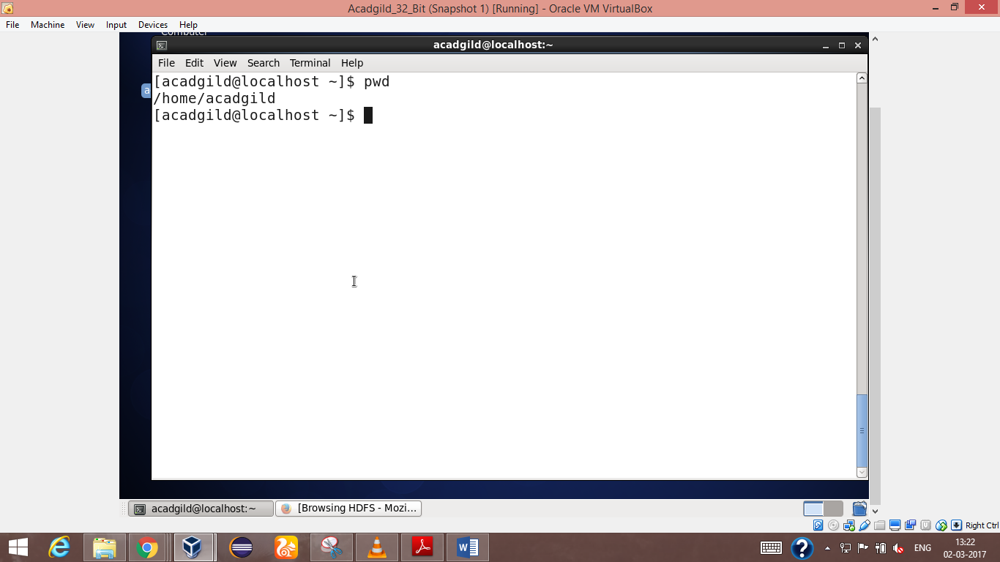 Acadgild_32_Bit (Snapshot 1) [Running] - Oracle VM VirtualBox
File Machine View Input Devices Help
Computer
acadgild@localhost:~
File Edit View Search Terminal Help
[acadgild@localhost ~]$ pwd
/home/acadgild
[acadgild@localhost ~]$
a
acadgild@localhost:~
[Browsing HDFS - Mozi...
Right Ctrl
ENG
13:22
02-03-2017